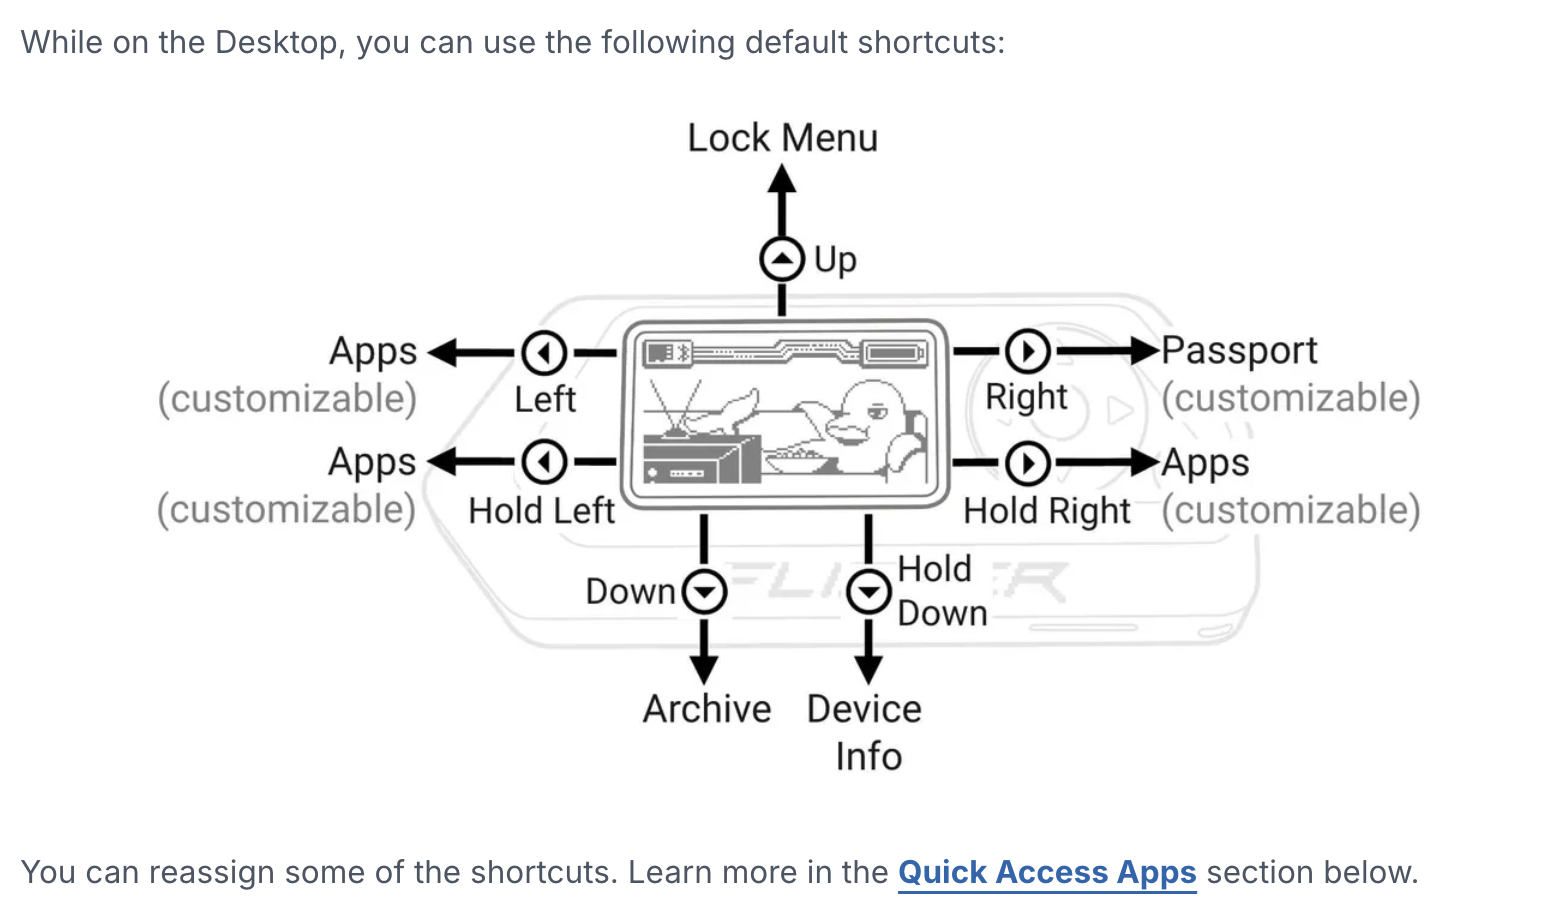 While on the Desktop, you can use the following default shortcuts:
Lock Menu
Up
Apps
(customizable)
Left
Passport
(customizable)
Right
Apps
(customizable)
Hold Left
Apps
(customizable)
Hold Right
Down
Hold
Down
Archive
Device
Info
You can reassign some of the shortcuts. Learn more in the Quick Access Apps section below.